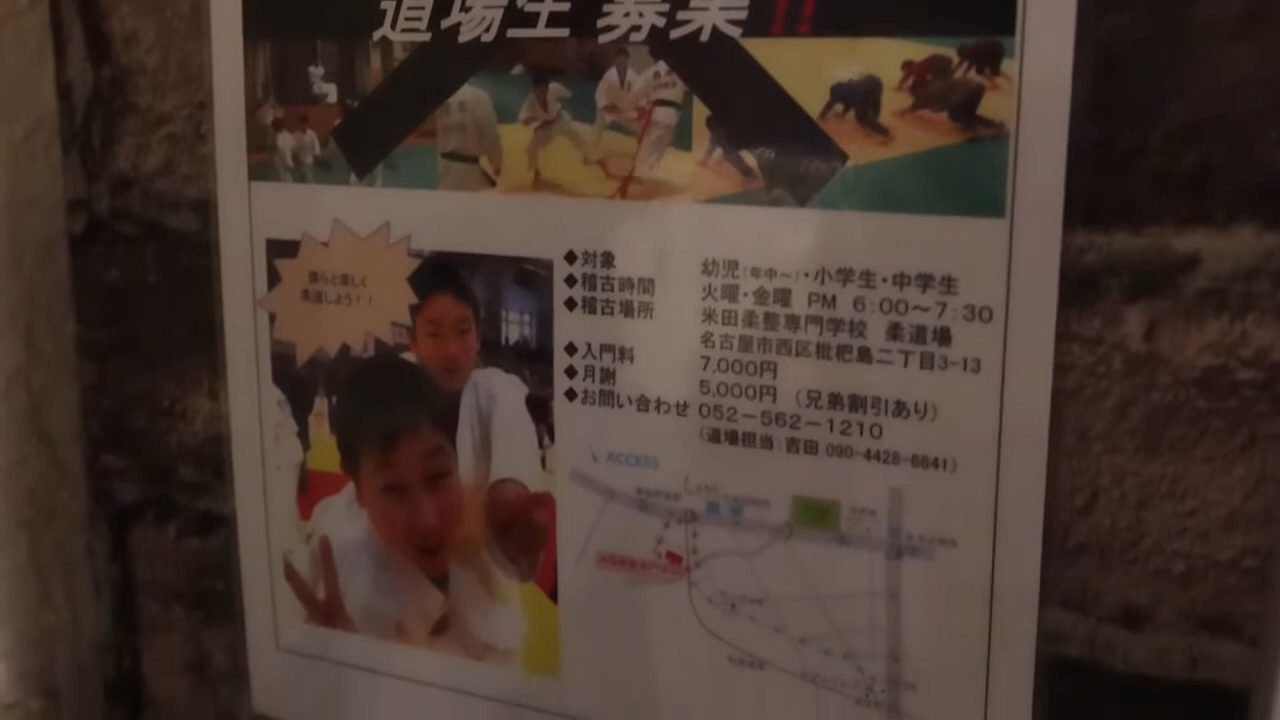 道場生 募集!!
僕らと楽しく
柔道しよう!!
◆対象 幼児(年中〜)・小学生・中学生
◆稽古時間 火曜・金曜 PM 6:00〜7:30
◆稽古場所 米田柔整専門学校 柔道場
名古屋市西区枇杷島二丁目3-13
◆入門料 7,000円
◆月謝 5,000円 (兄弟割引あり)
◆お問い合わせ 052-562-1210
(道場担当:吉田 090-4428-6641)
ACCESS